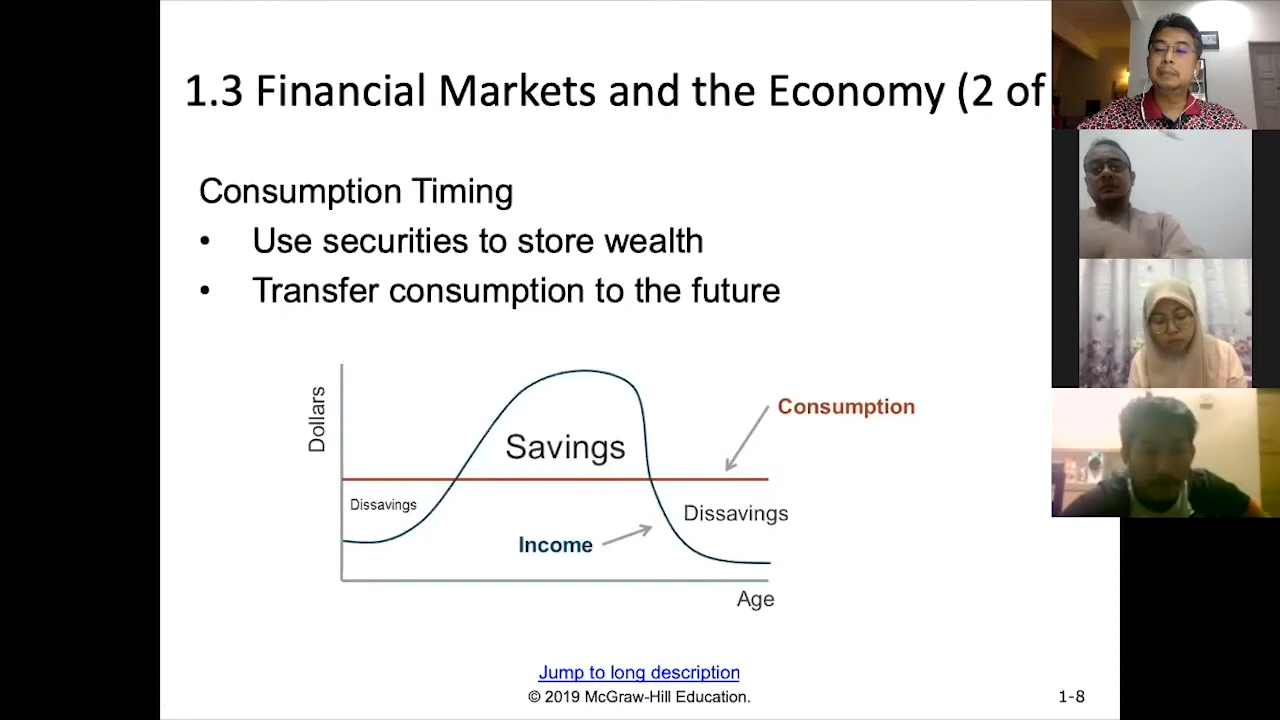 1.3 Financial Markets and the Economy (2 of
Consumption Timing
• Use securities to store wealth
• Transfer consumption to the future
Dollars
Consumption
Savings
Dissavings
Dissavings
Income
Age
Jump to long description
© 2019 McGraw-Hill Education.
1-8